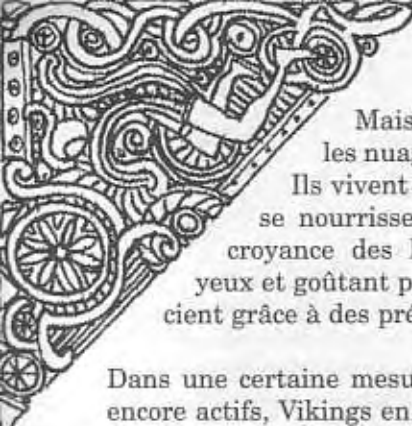 Mais
les nua
Ils vivent
se nourrisse
croyance des
yeux et goûtant p
cient grâce à des pré
Dans une certaine mesu
encore actifs, Vikings en